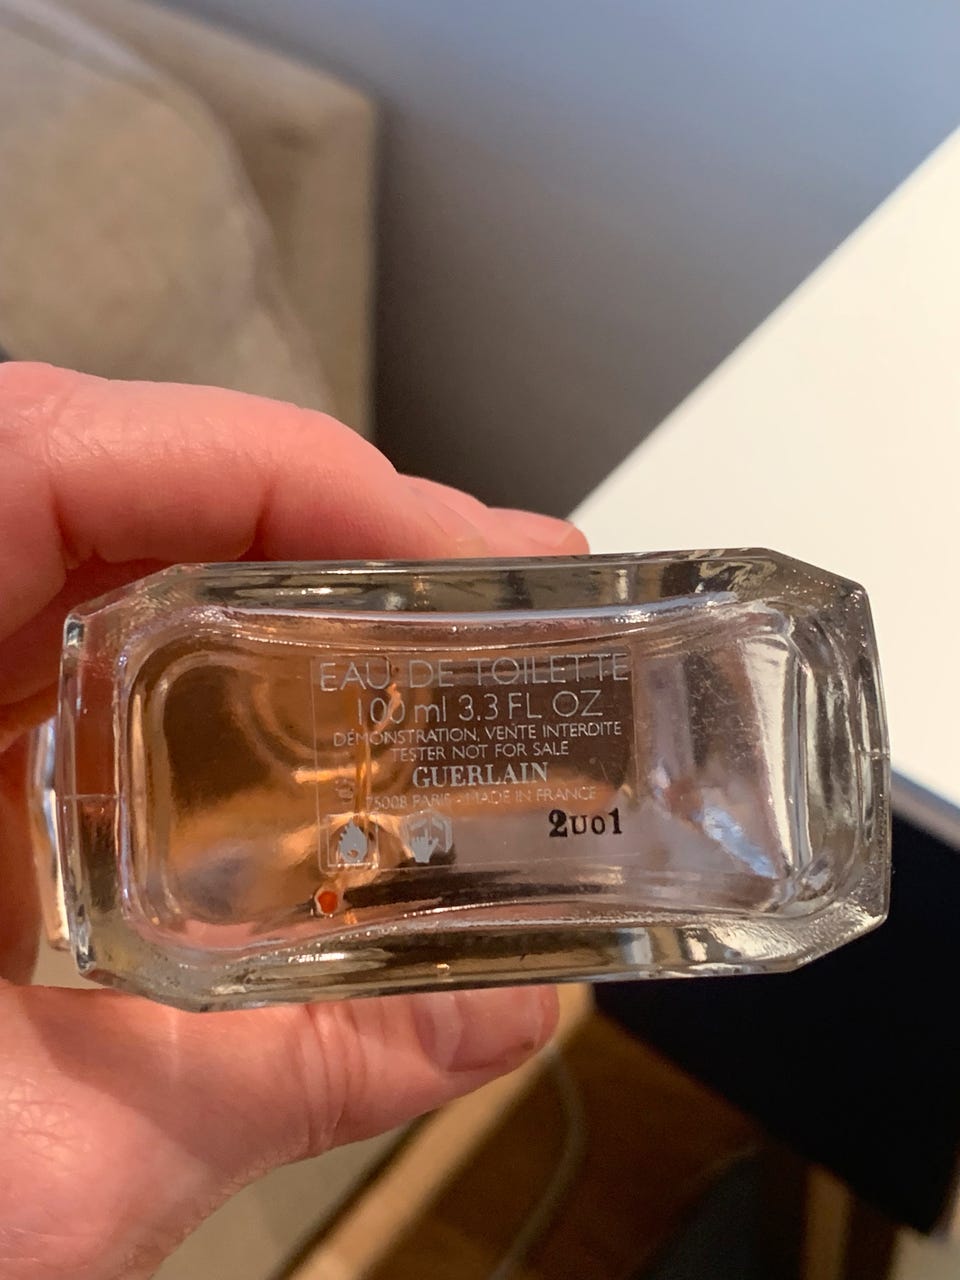 EAU DE TOILETTE
100 ml 3.3 FL OZ
DÉMONSTRATION, VENTE INTERDITE
TESTER NOT FOR SALE
GUERLAIN
75008 PARIS - MADE IN FRANCE
2U01